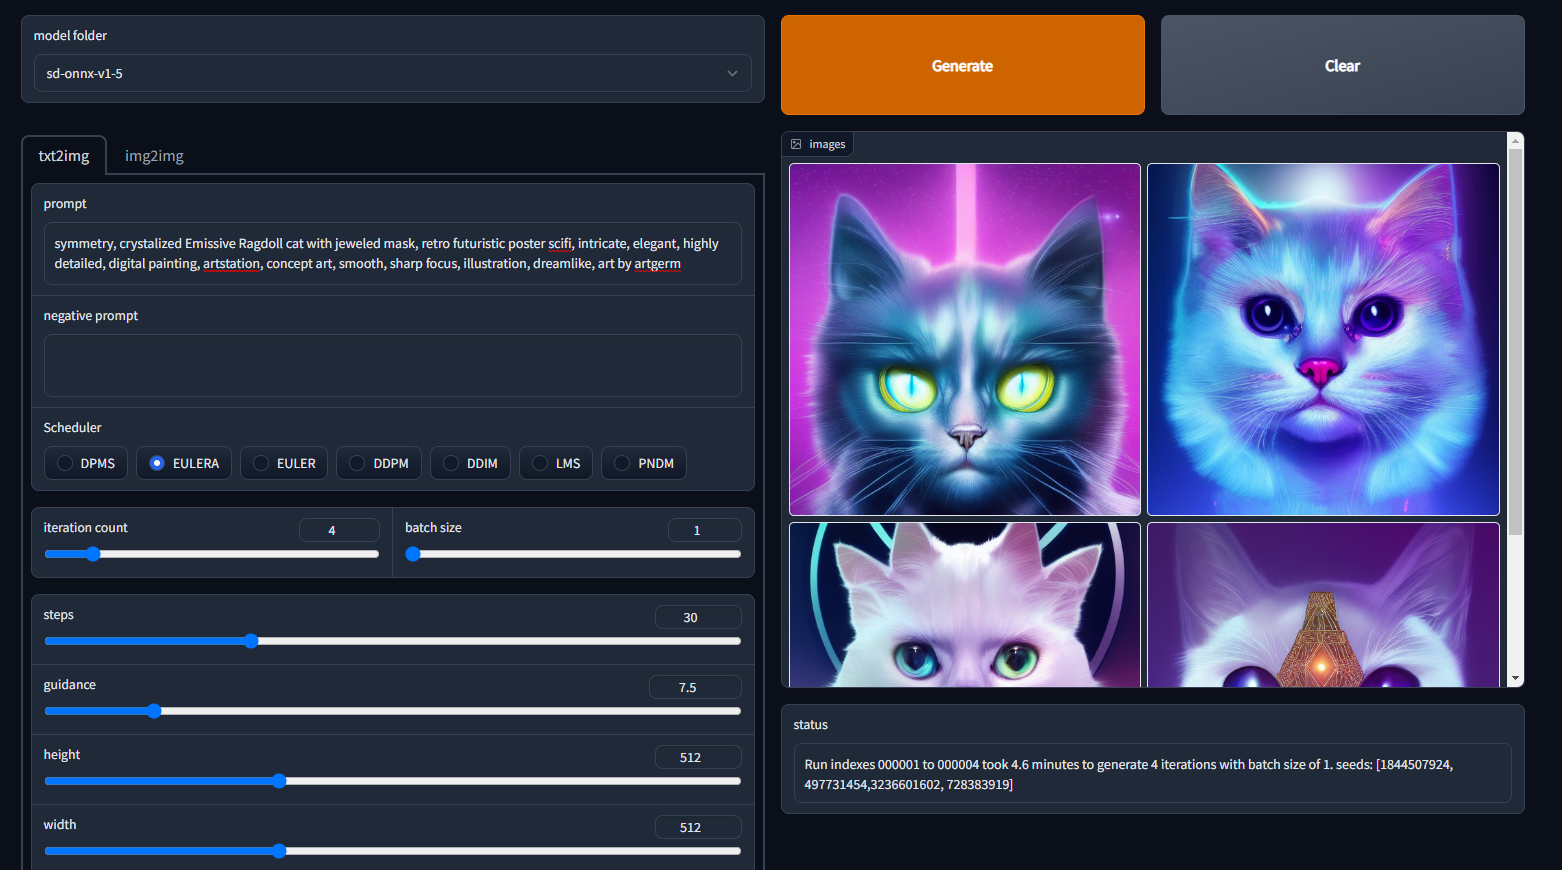 model folder
sd-onnx-v1-5
Generate
Clear
txt2img
img2img
prompt
symmetry, crystalized Emissive Ragdoll cat with jeweled mask, retro futuristic poster scifi, intricate, elegant, highly
detailed, digital painting, artstation, concept art, smooth, sharp focus, illustration, dreamlike, art by artgerm
negative prompt
Scheduler
DPMS
EULERA
EULER
DDPM
DDIM
LMS
PNDM
iteration count
4
batch size
1
steps
30
guidance
7.5
height
512
width
512
images
status
Run indexes 000001 to 000004 took 4.6 minutes to generate 4 iterations with batch size of 1. seeds: [1844507924,
497731454,3236601602, 728383919]